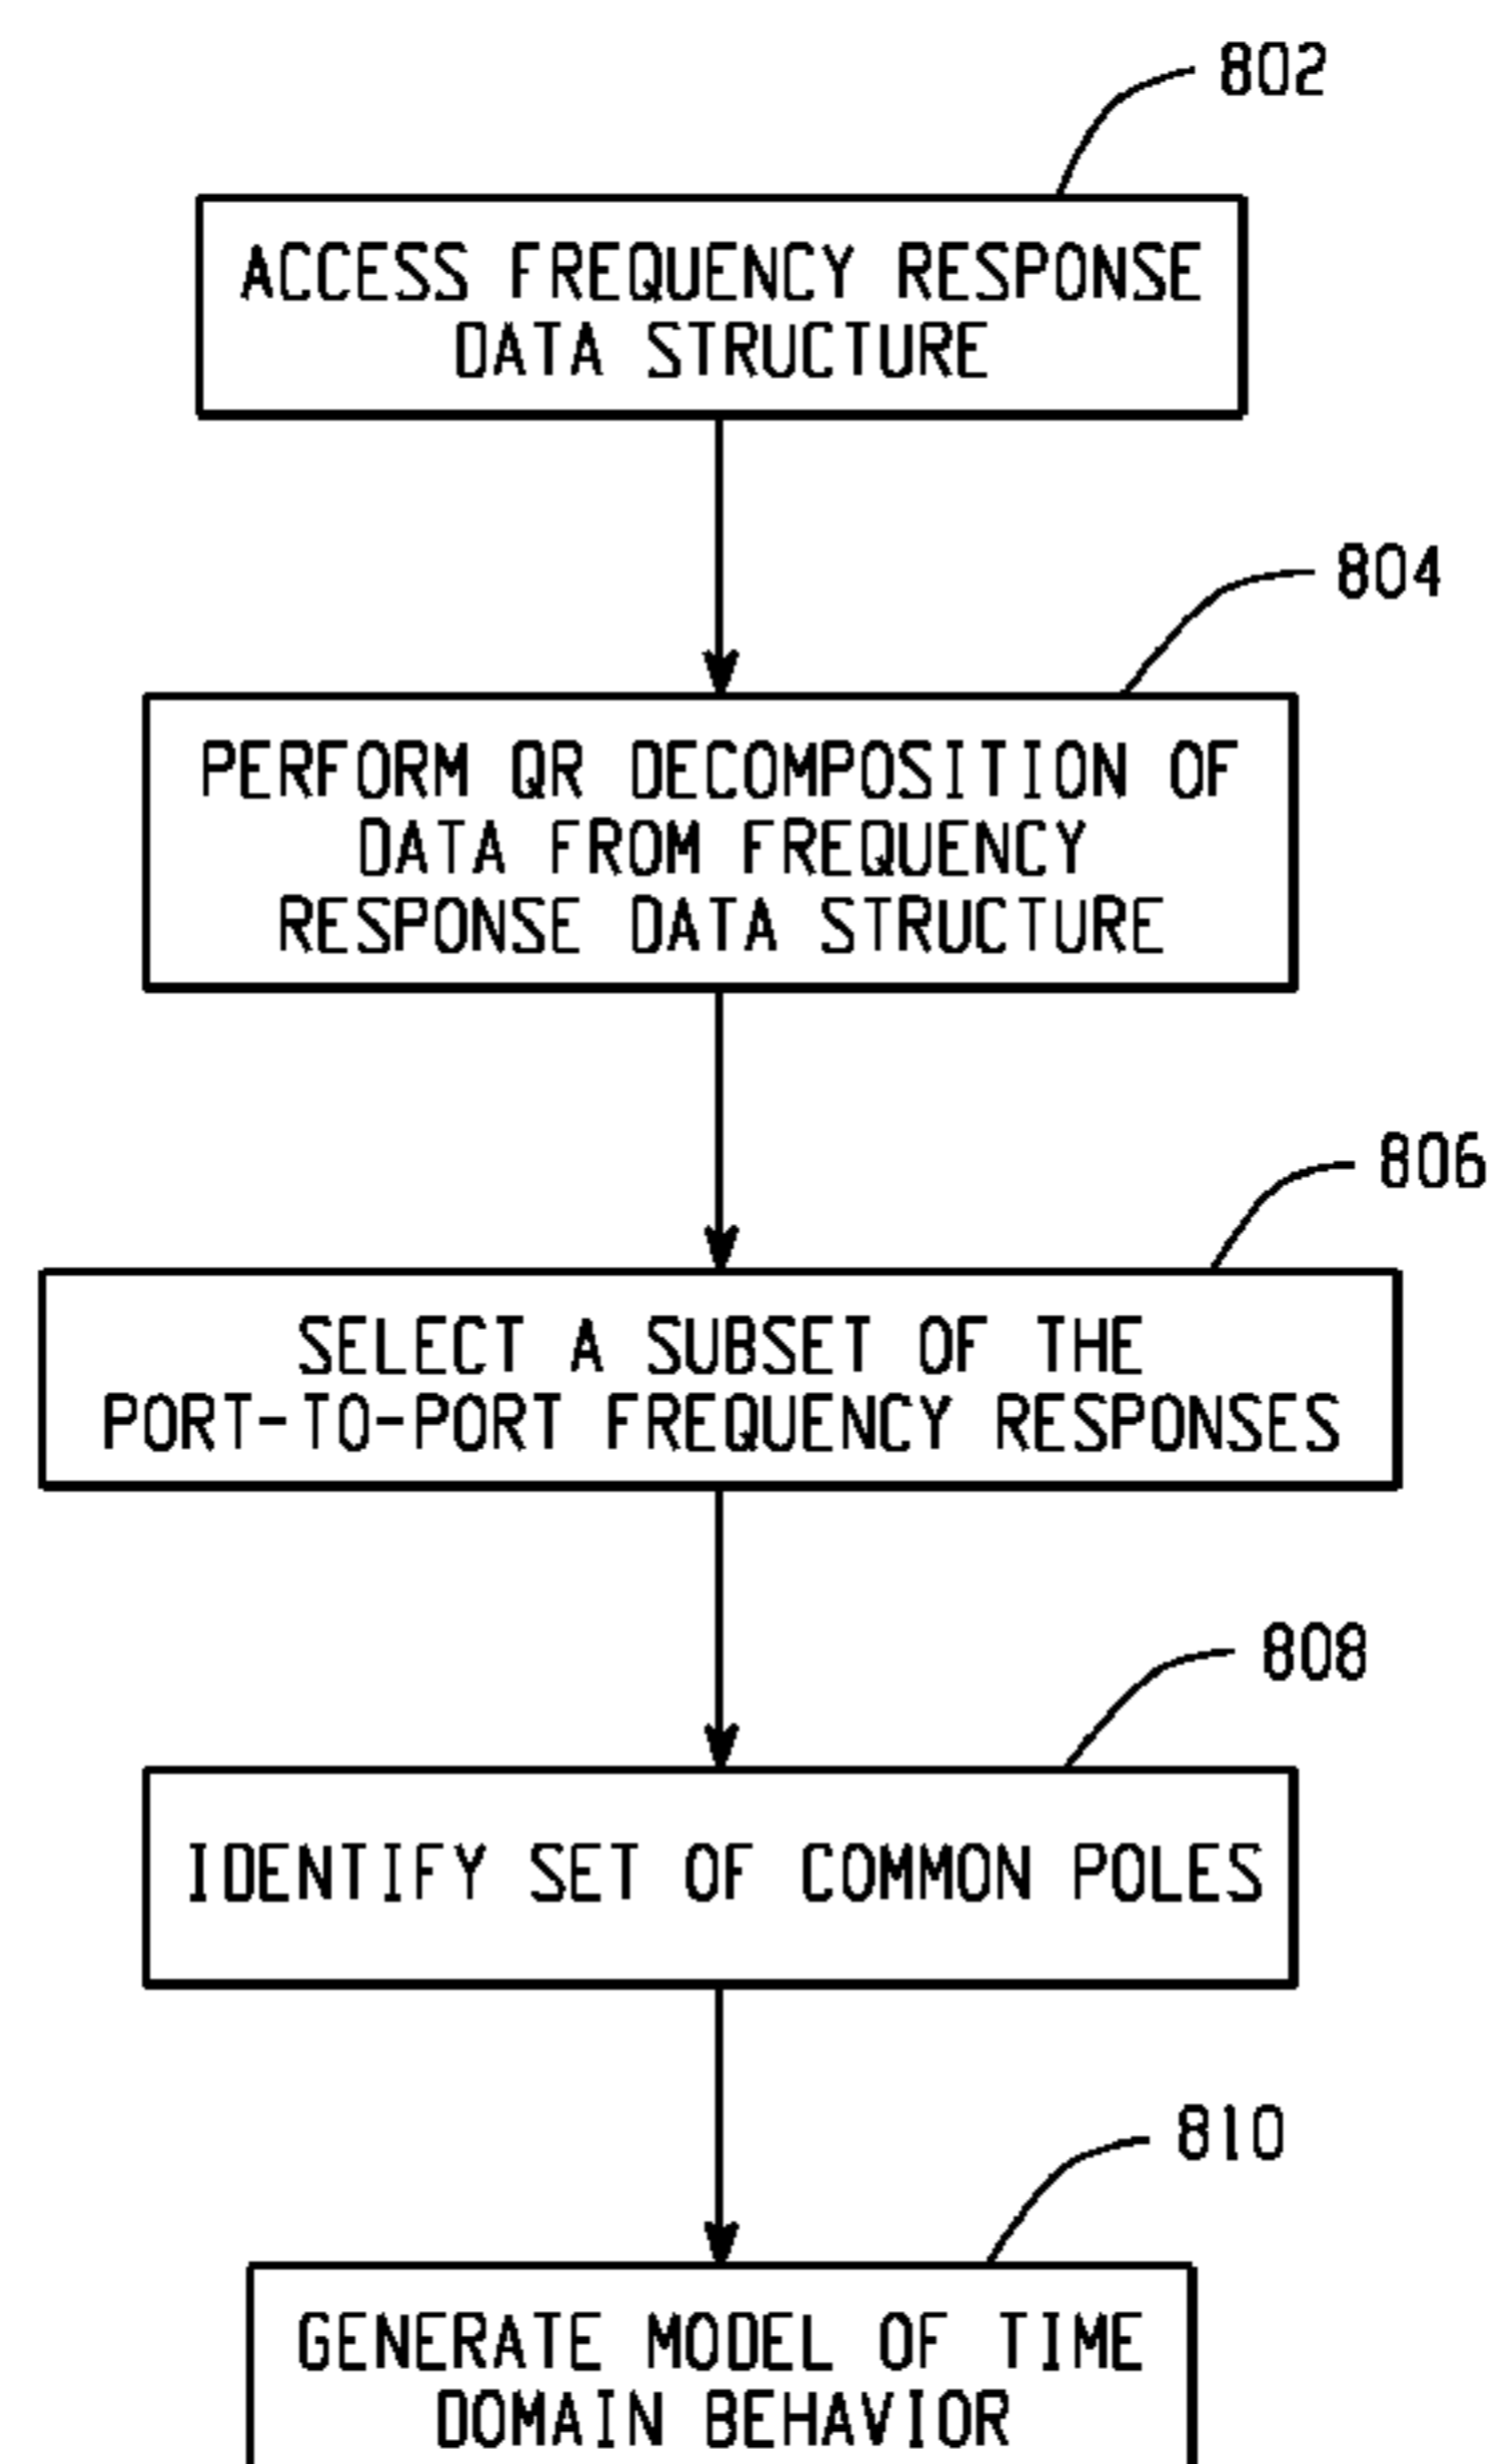 802
ACCESS FREQUENCY RESPONSE
DATA STRUCTURE
804
PERFORM QR DECOMPOSITION OF
DATA FROM FREQUENCY
RESPONSE DATA STRUCTURE
806
SELECT A SUBSET OF THE
PORT-TO-PORT FREQUENCY RESPONSES
808
IDENTIFY SET OF COMMON POLES
810
GENERATE MODEL OF TIME
DOMAIN BEHAVIOR